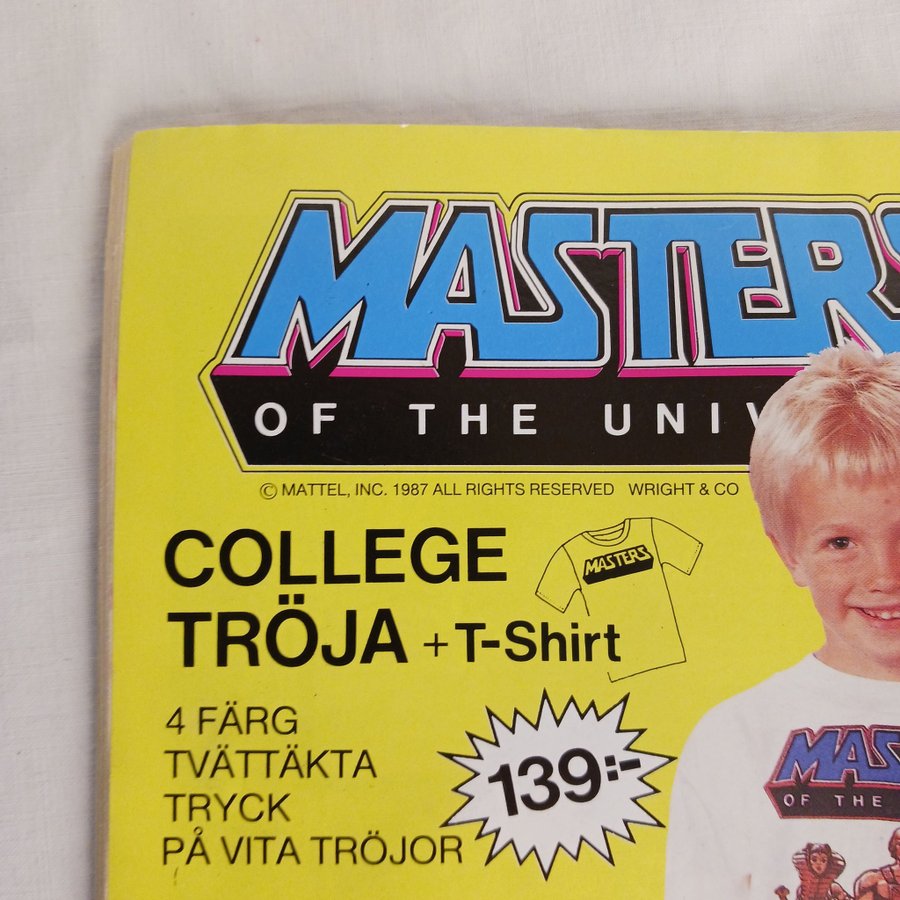 MASTERS
OF THE UNIV
© MATTEL, INC. 1987 ALL RIGHTS RESERVED WRIGHT & CO
COLLEGE
TRÖJA + T-Shirt
MASTERS
4 FÄRG
TVÄTTÄKTA
TRYCK
PÅ VITA TRÖJOR
139:-
MAS
OF THE